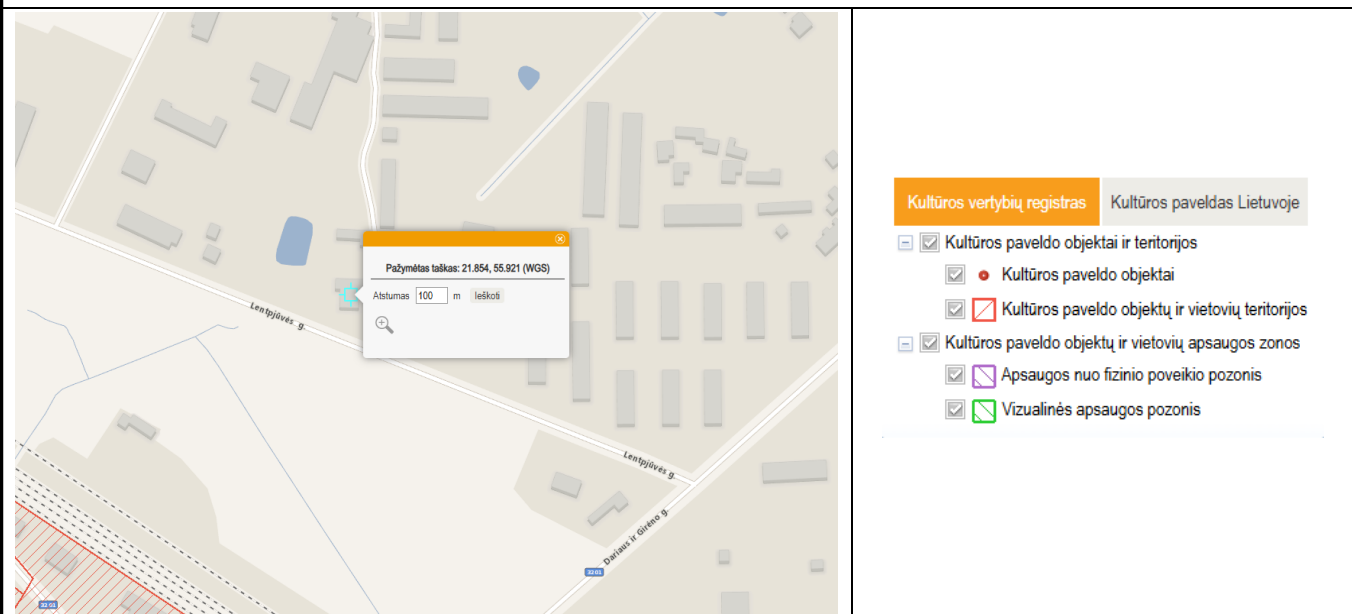 Pažymėtas taškas: 21.854, 55.921 (WGS)
Atstumas 100 m Ieškoti
Lentpjūvės g.
Lentpjūvės g.
Dariaus ir Girėno g.
3201
3201
Kultūros vertybių registras Kultūros paveldas Lietuvoje
Kultūros paveldo objektai ir teritorijos
Kultūros paveldo objektai
Kultūros paveldo objektų ir vietovių teritorijos
Kultūros paveldo objektų ir vietovių apsaugos zonos
Apsaugos nuo fizinio poveikio pozonis
Vizualinės apsaugos pozonis